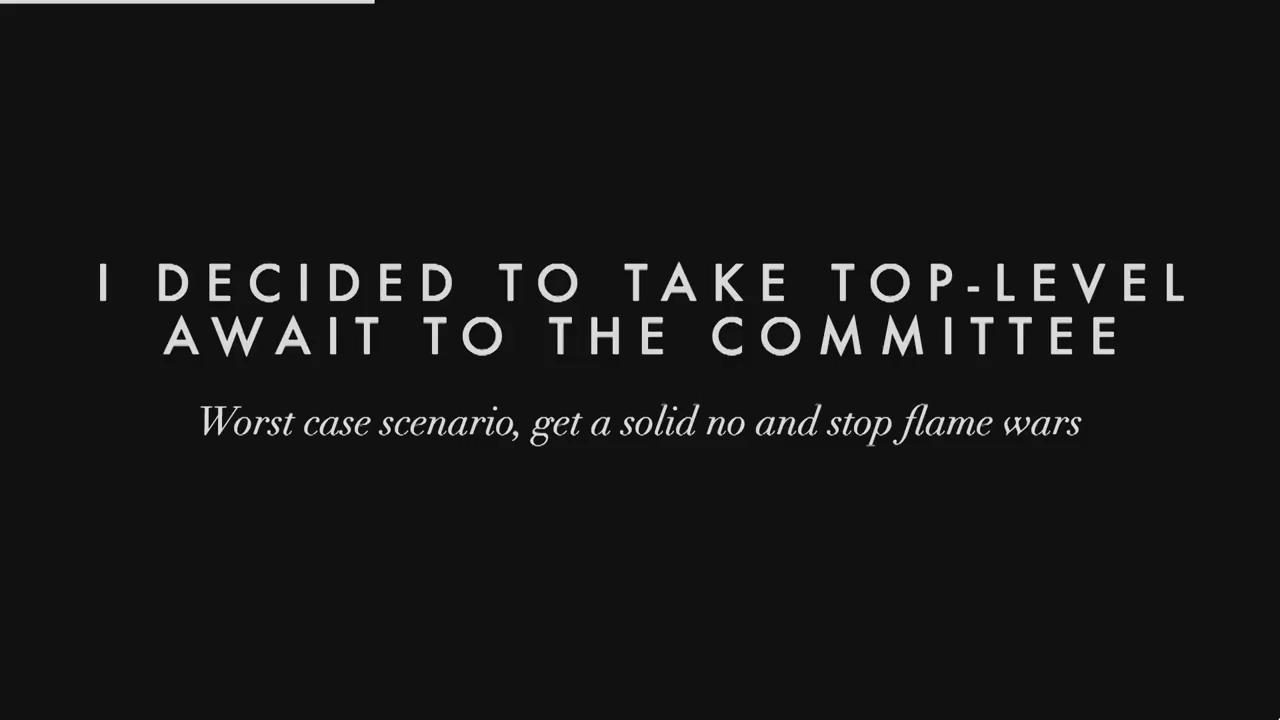 I DECIDED TO TAKE TOP-LEVEL
AWAIT TO THE COMMITTEE
Worst case scenario, get a solid no and stop flame wars